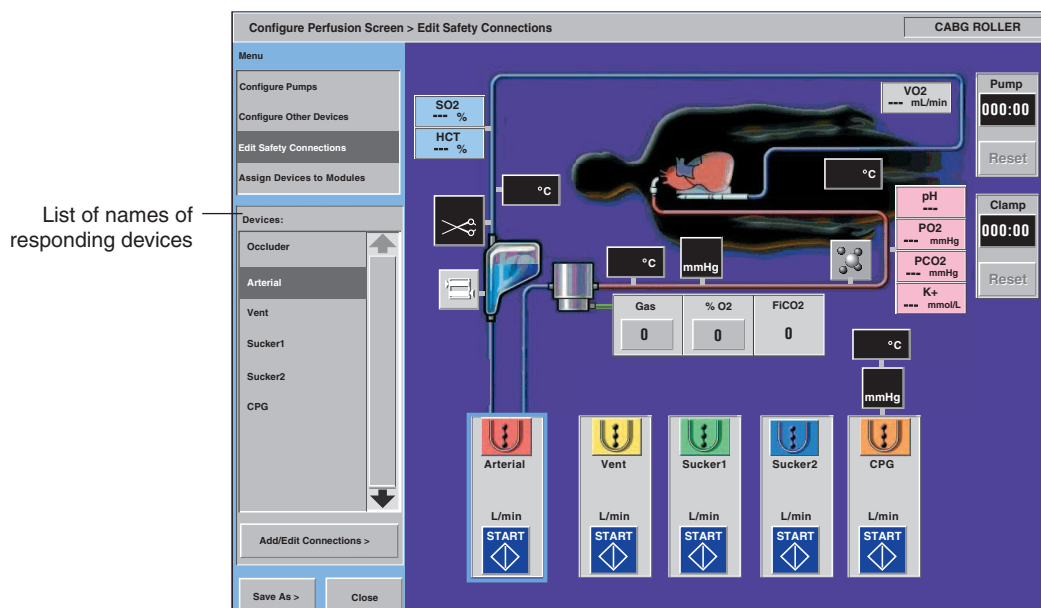 Configure Perfusion Screen > Edit Safety Connections
CABG ROLLER
Menu
Configure Pumps
Configure Other Devices
Edit Safety Connections
Assign Devices to Modules
List of names of
responding devices
Devices:
Occluder
Arterial
Vent
Sucker1
Sucker2
CPG
Add/Edit Connections >
Save As >
Close
SO2
--- %
HCT
--- %
°C
VO2
--- mL/min
°C
Pump
000:00
Reset
Clamp
000:00
Reset
pH
---
PO2
--- mmHg
PCO2
--- mmHg
K+
--- mmol/L
°C
mmHg
Gas
0
% O2
0
FiCO2
0
°C
mmHg
Arterial
L/min
START
Vent
L/min
START
Sucker1
L/min
START
Sucker2
L/min
START
CPG
L/min
START